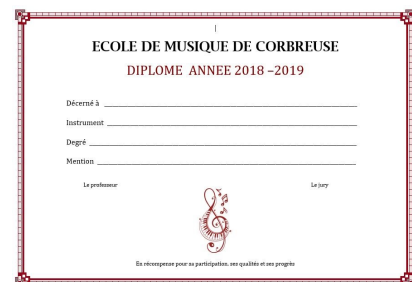 ECOLE DE MUSIQUE DE CORBREUSE
DIPLOME ANNEE 2018 –2019
Décerné à
Instrument
Degré
Mention
Le professeur Le jury
En récompense pour sa participation, ses qualités et ses progrès